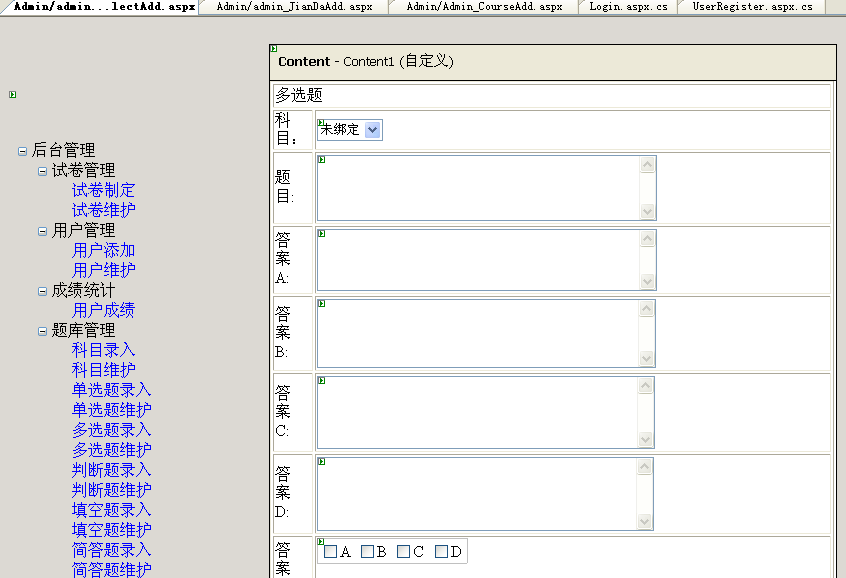 Admin/admin...lectAdd.aspx Admin/admin_JianDaAdd.aspx Admin/Admin_CourseAdd.aspx Login.aspx.cs UserRegister.aspx.cs
Content - Content1 (自定义)
多选题
科
目：
未绑定
题
目:
答
案
A:
答
案
B:
答
案
C:
答
案
D:
答
案
A B C D
后台管理
试卷管理
试卷制定
试卷维护
用户管理
用户添加
用户维护
成绩统计
用户成绩
题库管理
科目录入
科目维护
单选题录入
单选题维护
多选题录入
多选题维护
判断题录入
判断题维护
填空题录入
填空题维护
简答题录入
简答题维护